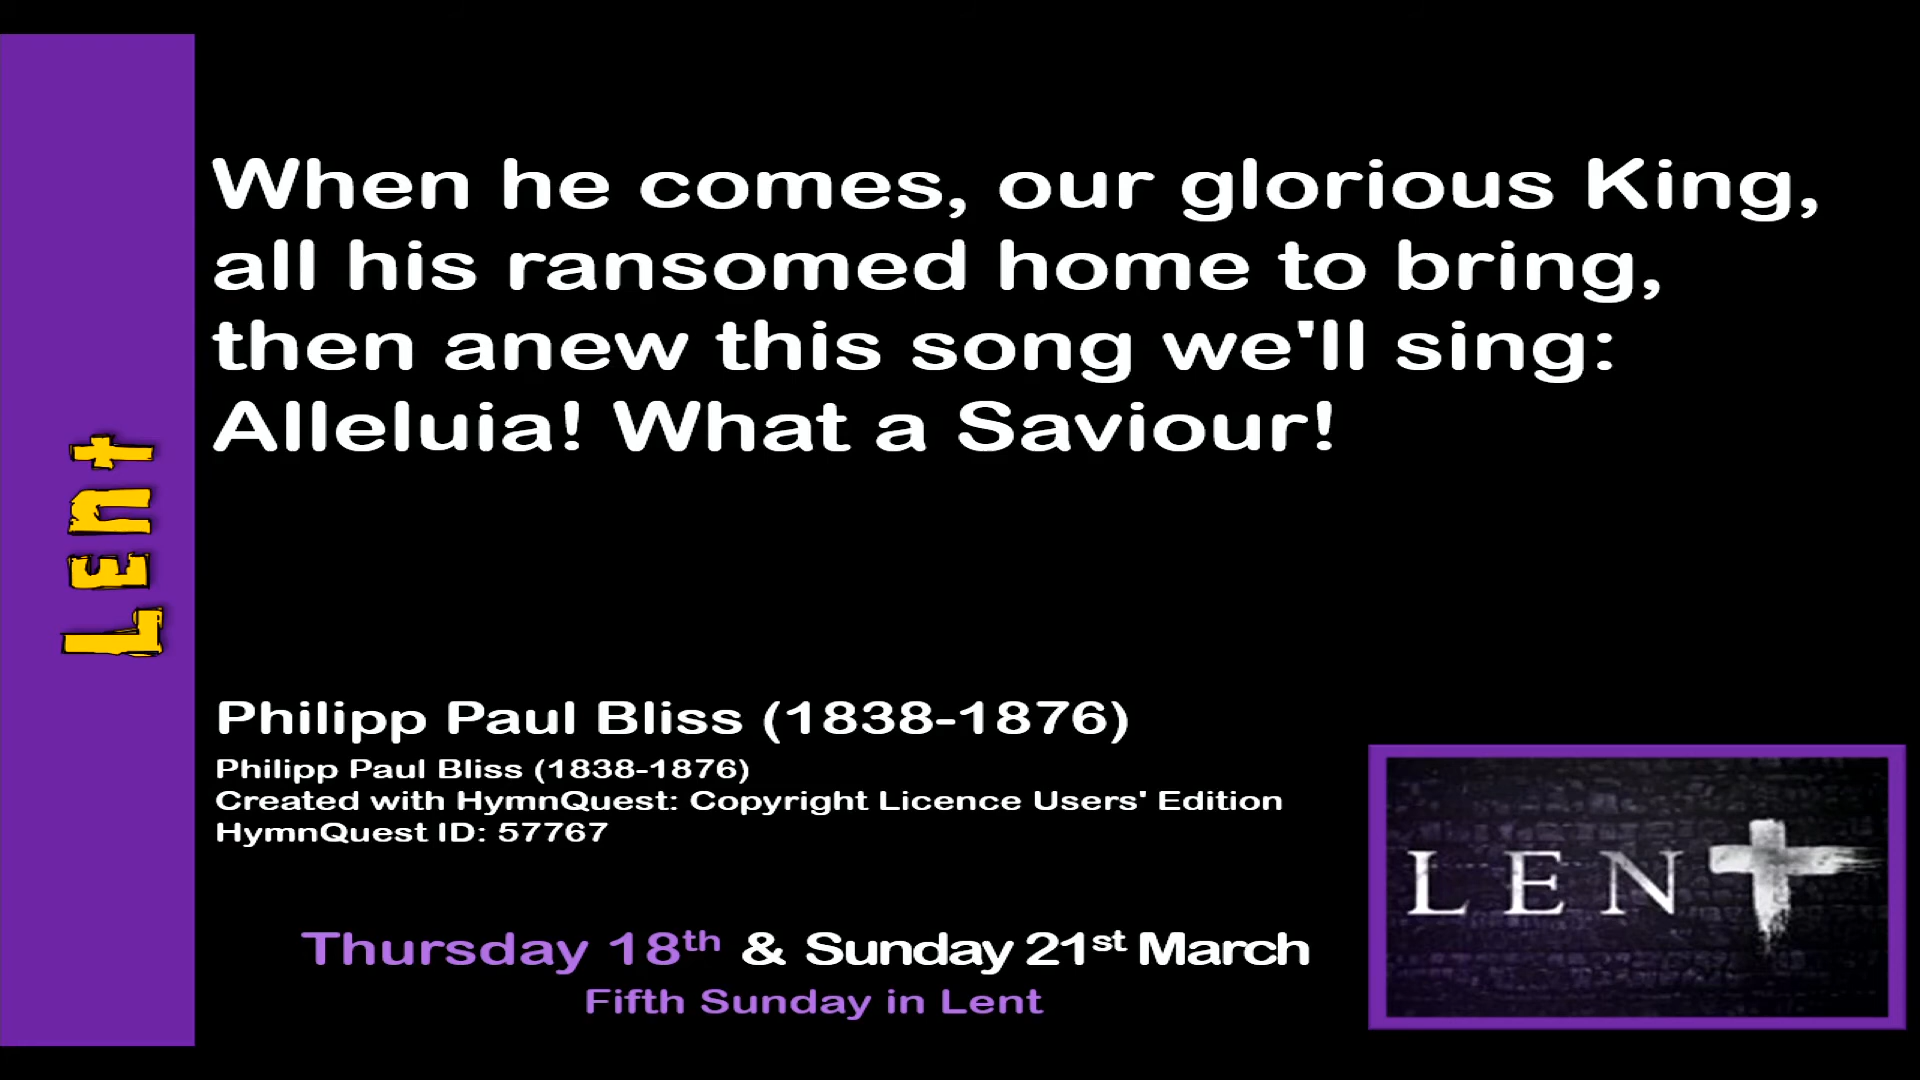 Lent
When he comes, our glorious King,
all his ransomed home to bring,
then anew this song we'll sing:
Alleluia! What a Saviour!
Philipp Paul Bliss (1838-1876)
Philipp Paul Bliss (1838-1876)
Created with HymnQuest: Copyright Licence Users' Edition
HymnQuest ID: 57767
Thursday 18th & Sunday 21st March
Fifth Sunday in Lent
LENT